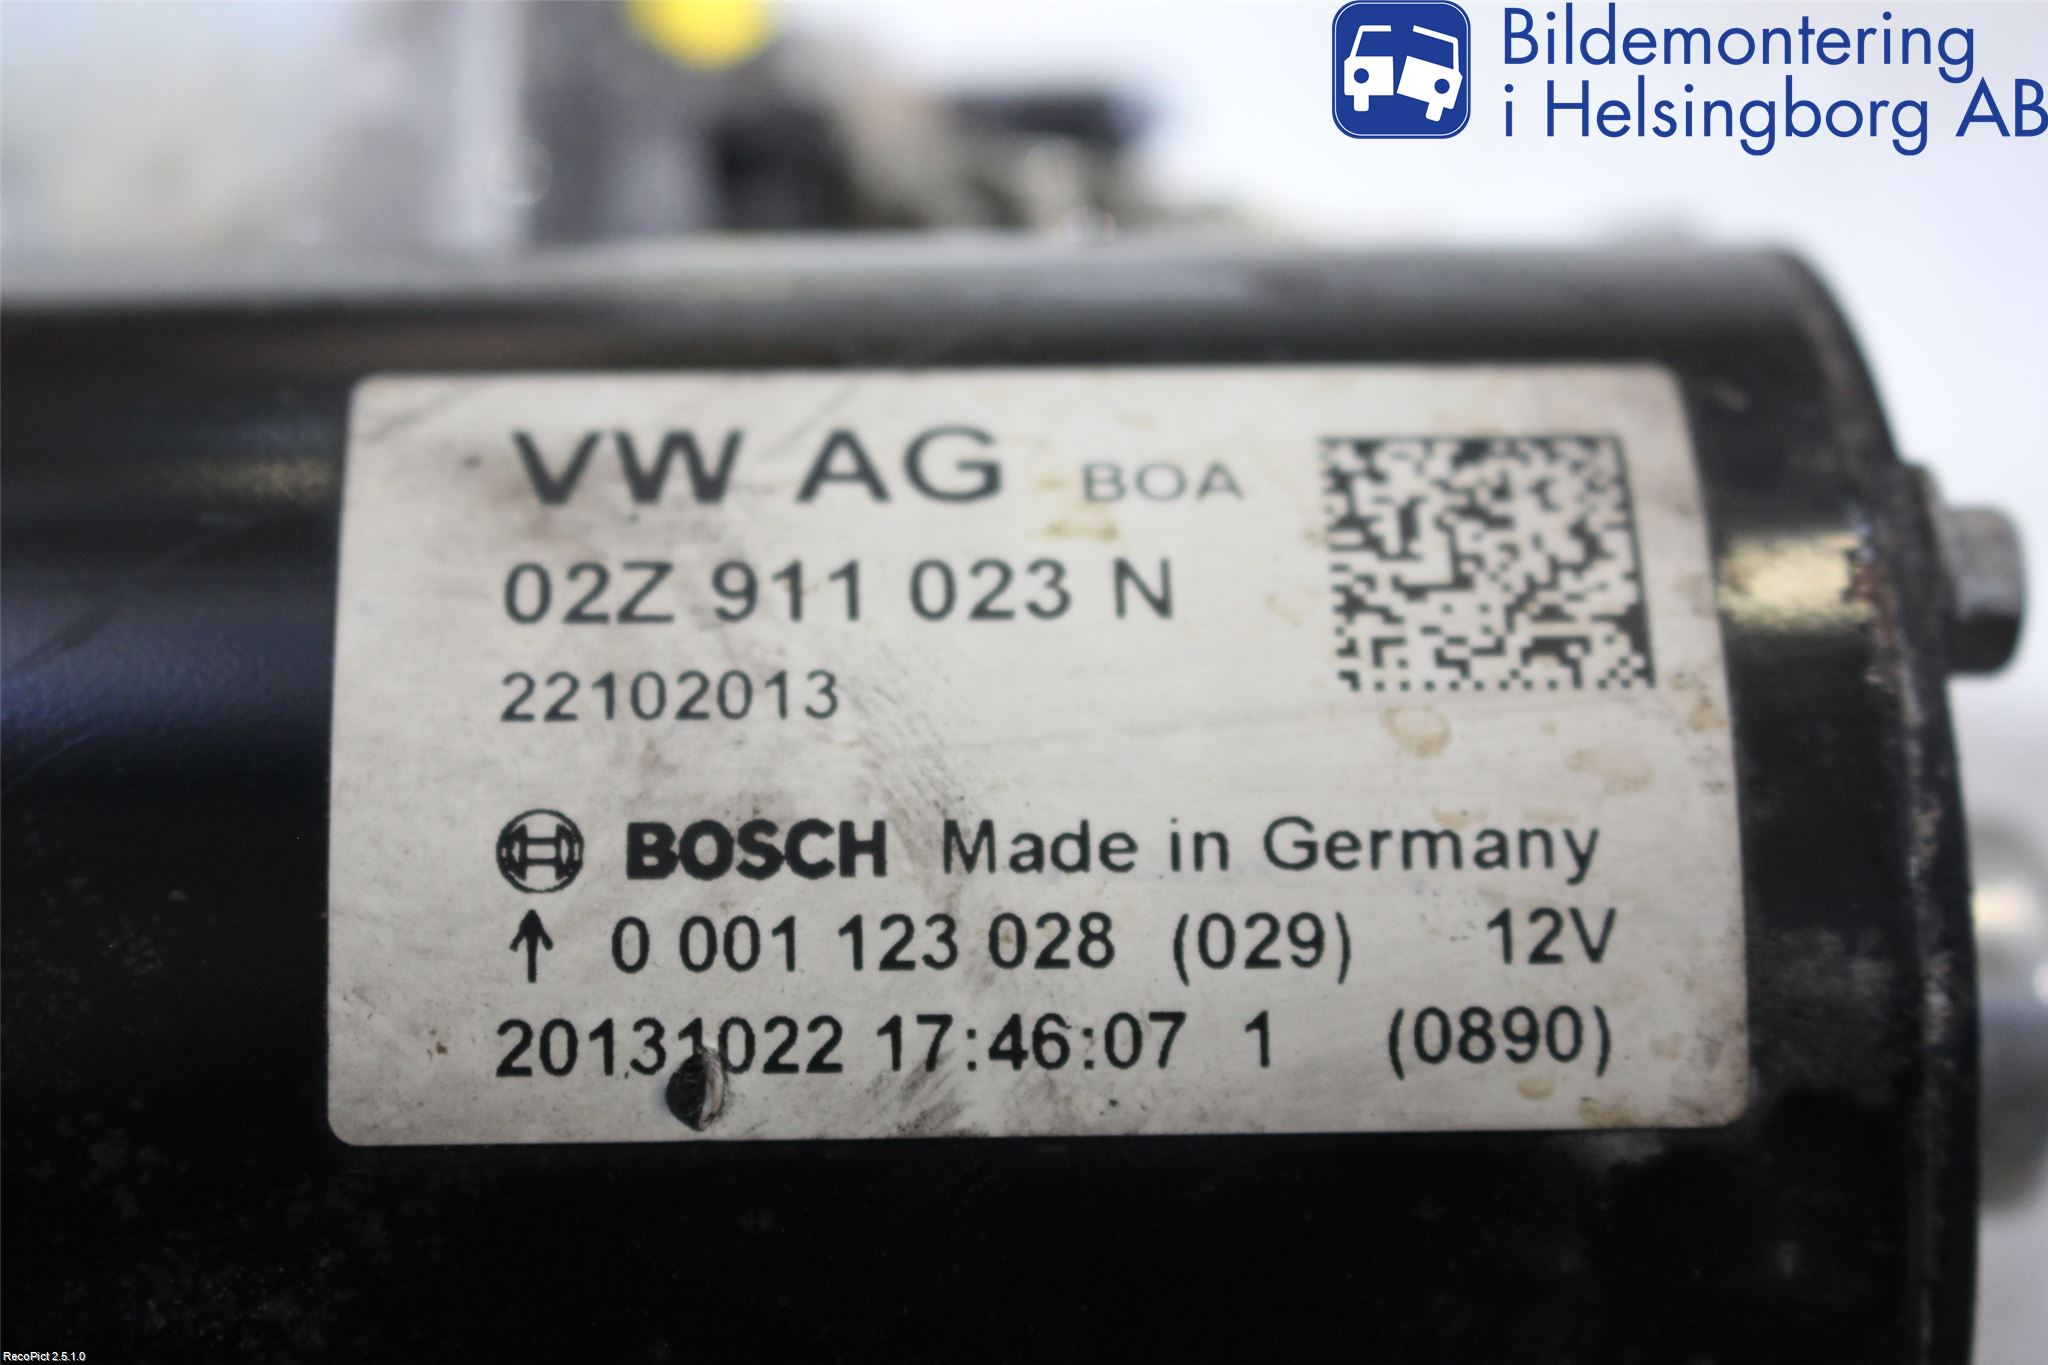 Bildemontering
i Helsingborg AB
VW AG BOA
02Z 911 023 N
22102013
BOSCH Made in Germany
↑ 0 001 123 028 (029) 12V
20131022 17:46:07 1 (0890)
RecoPict 2.5.1.0